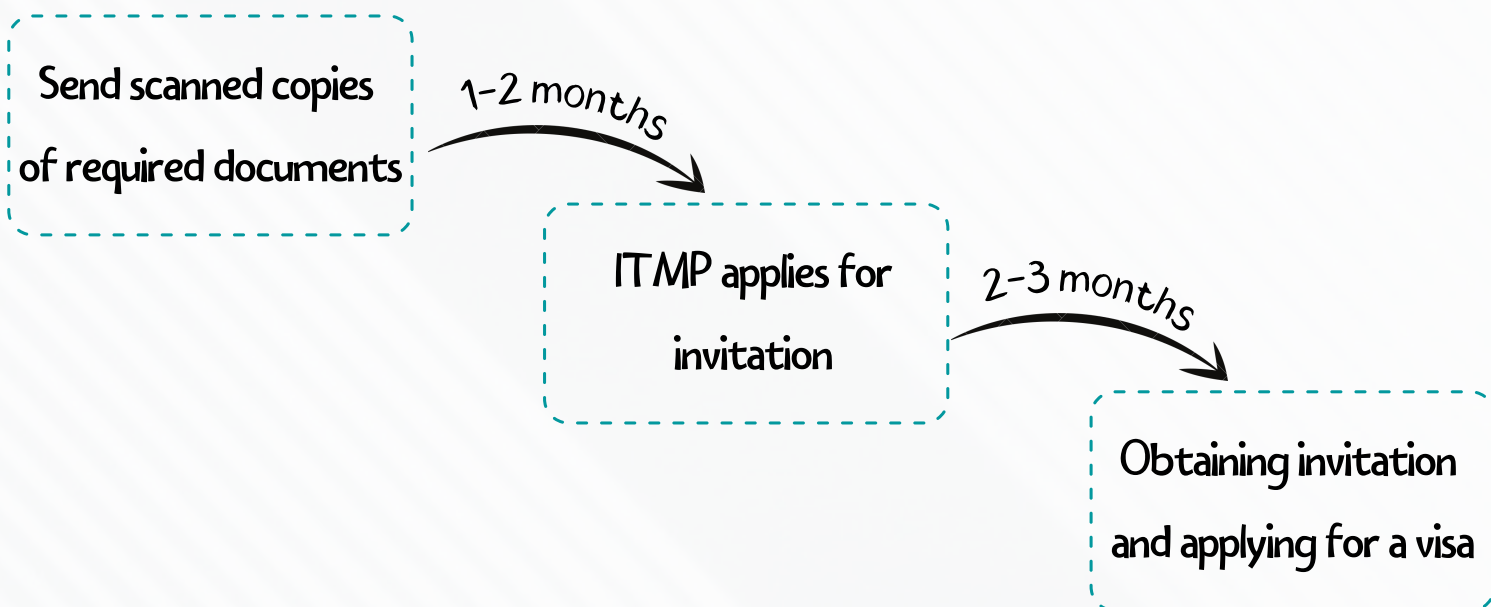 Send scanned copies
of required documents
1-2 months
ITMP applies for
invitation
2-3 months
Obtaining invitation
and applying for a visa